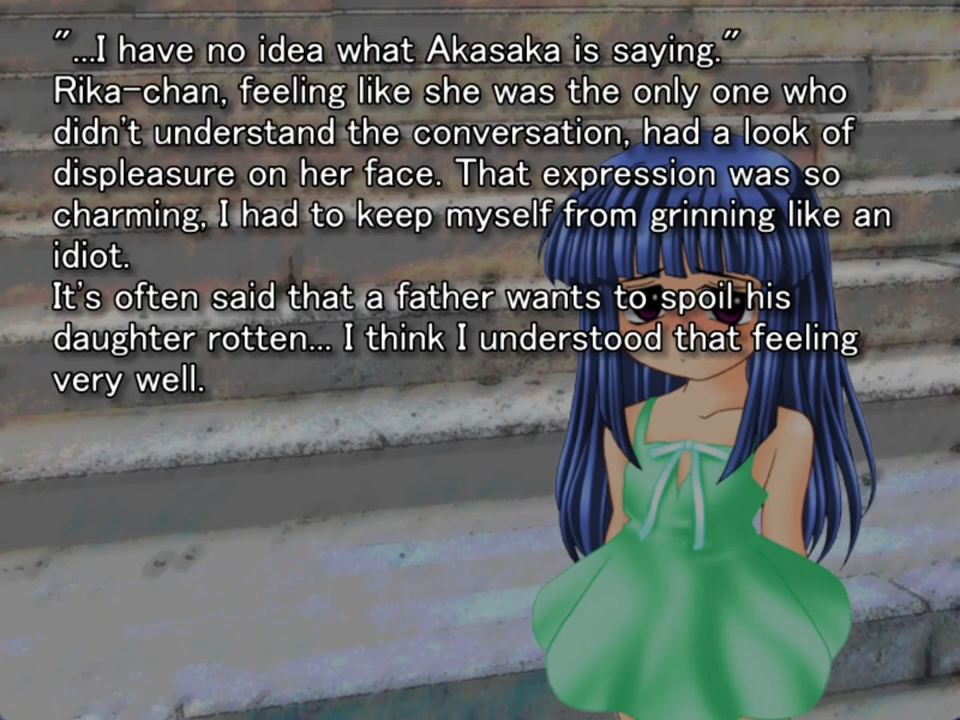 "...I have no idea what Akasaka is saying."
Rika-chan, feeling like she was the only one who
didn't understand the conversation, had a look of
displeasure on her face. That expression was so
charming, I had to keep myself from grinning like an
idiot.
It's often said that a father wants to spoil his
daughter rotten... I think I understood that feeling
very well.